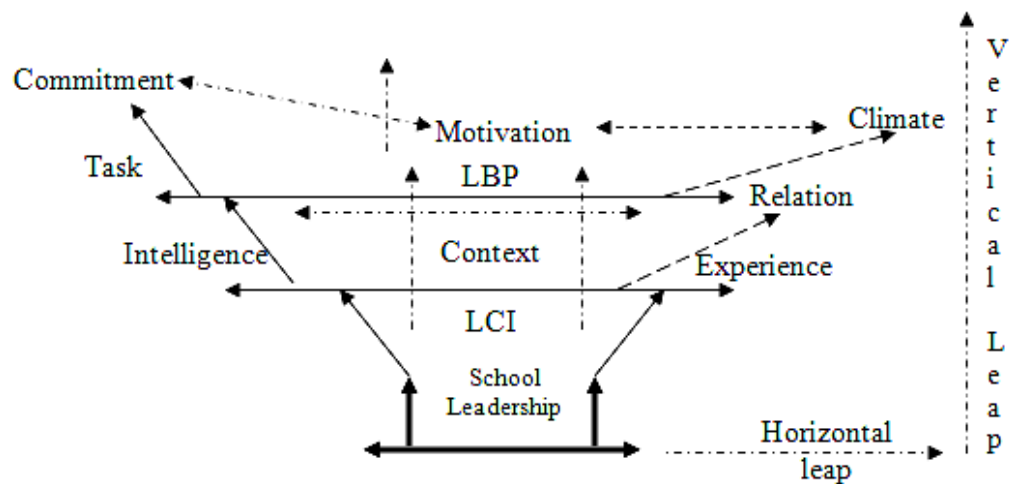 Commitment
Motivation
Climate
Task
LBP
Relation
Intelligence
Context
Experience
LCI
School
Leadership
Horizontal
leap
Vertical Leap